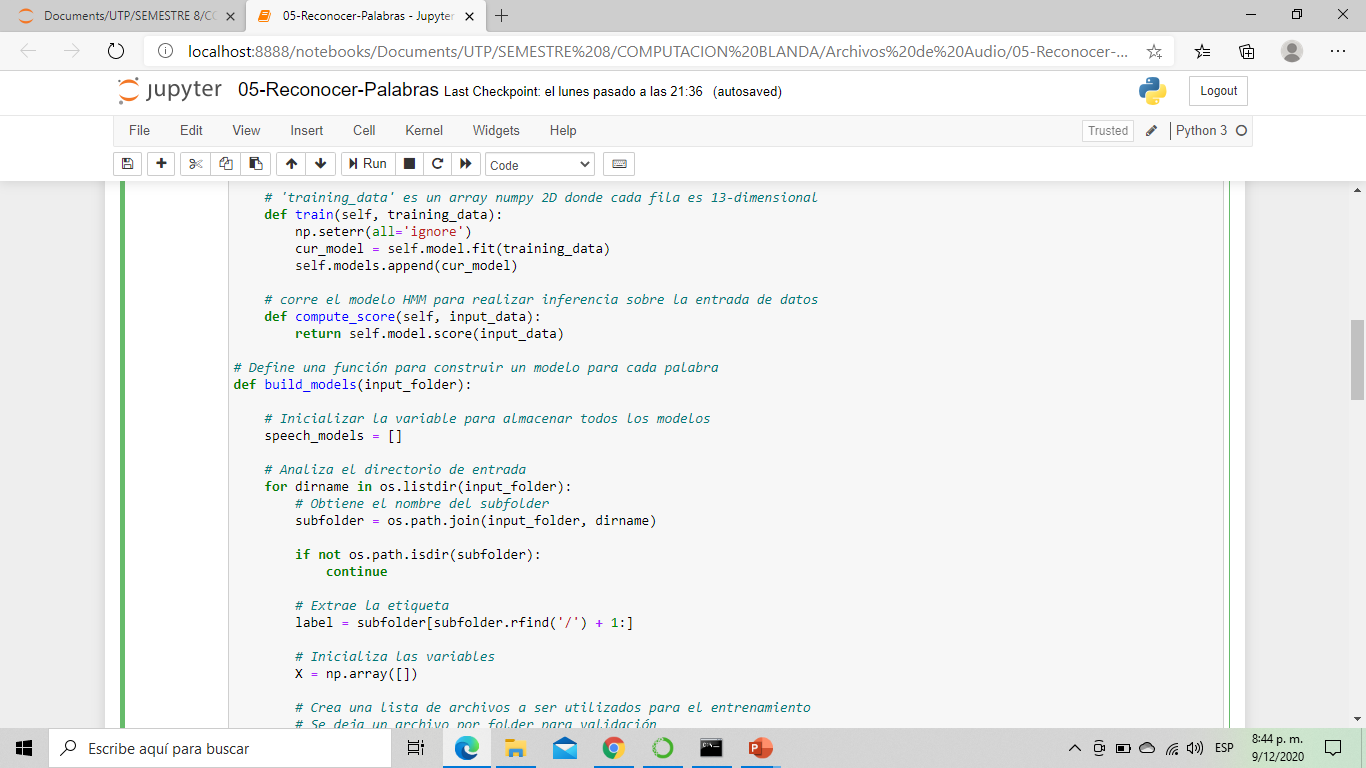 Documents/UTP/SEMESTRE 8/CO
05-Reconocer-Palabras - Jupyter
localhost:8888/notebooks/Documents/UTP/SEMESTRE%208/COMPUTACION%20BLANDA/Archivos%20de%20Audio/05-Reconocer-...
jupyter 05-Reconocer-Palabras Last Checkpoint: el lunes pasado a las 21:36 (autosaved)
Logout
File Edit View Insert Cell Kernel Widgets Help
Trusted
Python 3
Run
Code
# 'training_data' es un array numpy 2D donde cada fila es 13-dimensional
def train(self, training_data):
np.seterr(all='ignore')
cur_model = self.model.fit(training_data)
self.models.append(cur_model)
# corre el modelo HMM para realizar inferencia sobre la entrada de datos
def compute_score(self, input_data):
return self.model.score(input_data)
# Define una función para construir un modelo para cada palabra
def build_models(input_folder):
# Inicializar la variable para almacenar todos los modelos
speech_models = []
# Analiza el directorio de entrada
for dirname in os.listdir(input_folder):
# Obtiene el nombre del subfolder
subfolder = os.path.join(input_folder, dirname)
if not os.path.isdir(subfolder):
continue
# Extrae la etiqueta
label = subfolder[subfolder.rfind('/') + 1:]
# Inicializa las variables
X = np.array([])
# Crea una lista de archivos a ser utilizados para el entrenamiento
# Se deja un archivo por folder para validación
Escribe aquí para buscar
ESP
8:44 p. m.
9/12/2020